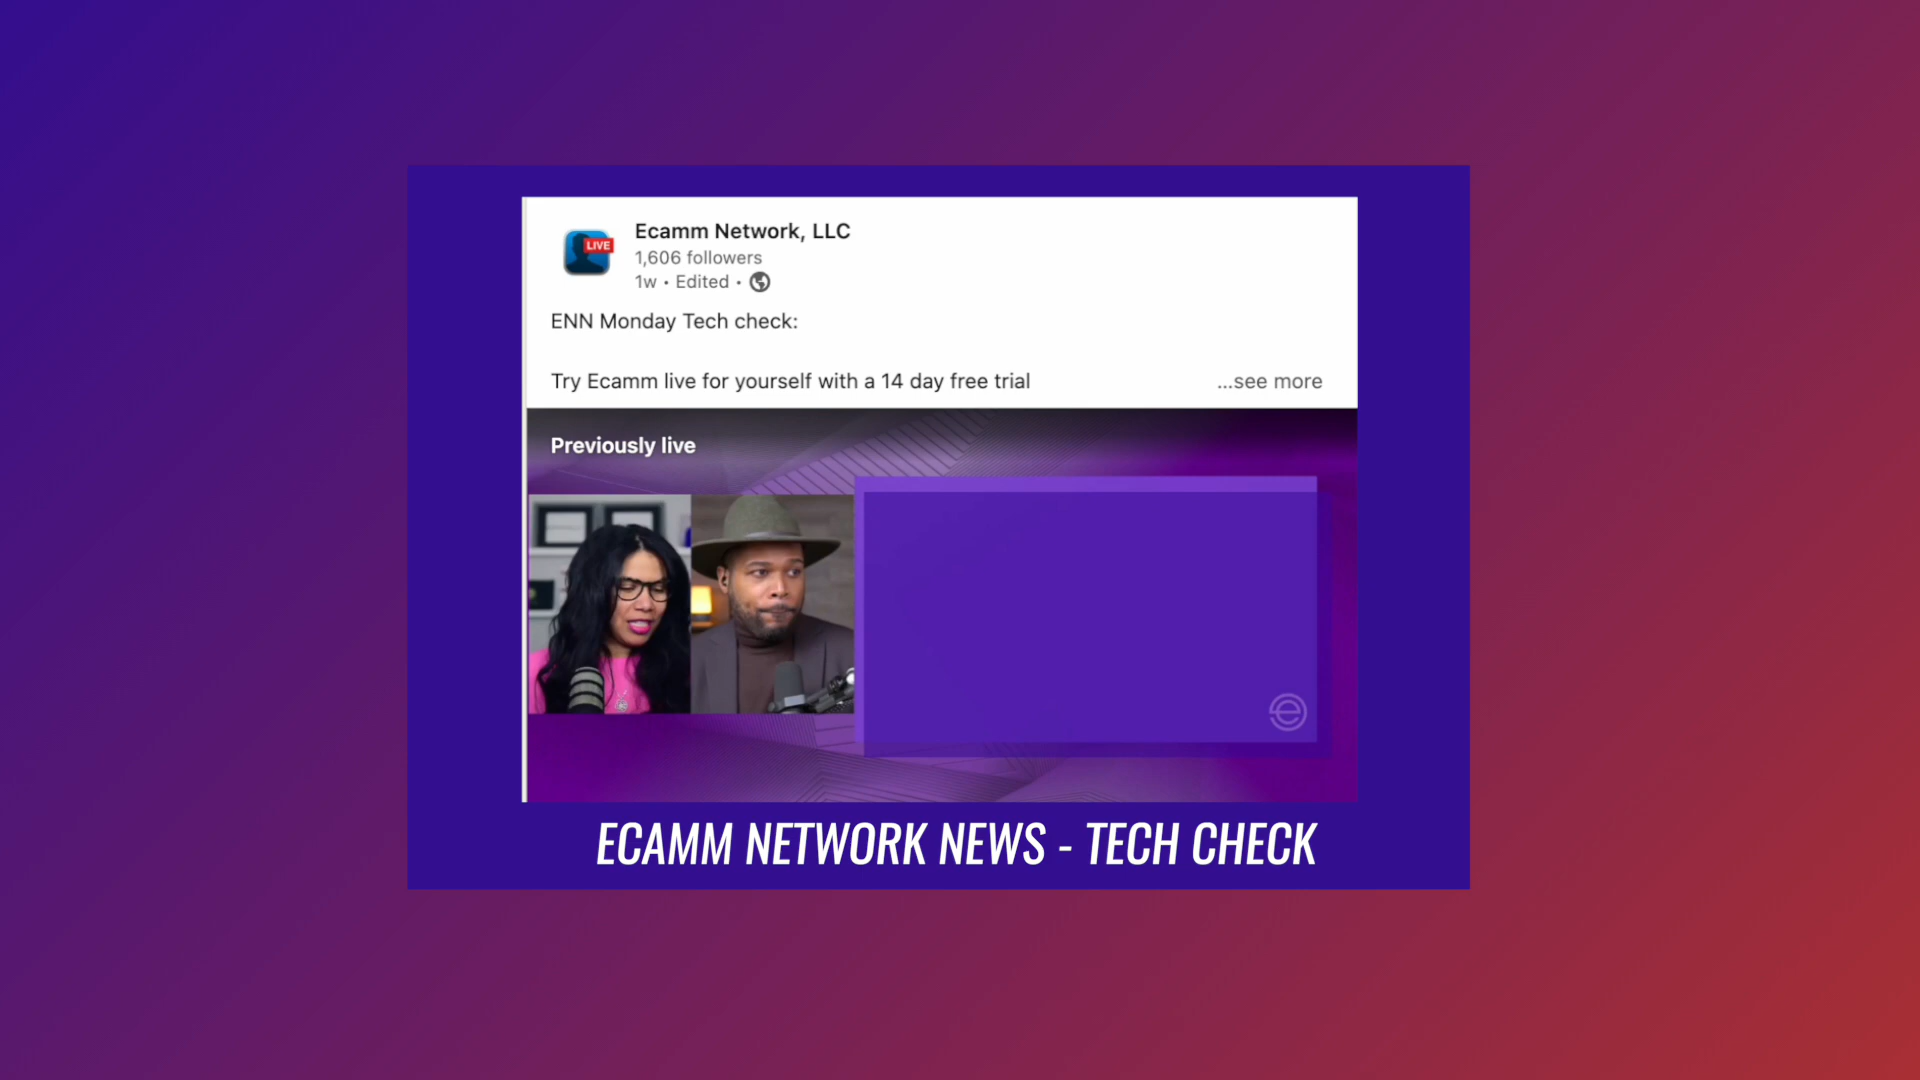 Ecamm Network, LLC
LIVE
1,606 followers
1w • Edited •
ENN Monday Tech check:
Try Ecamm live for yourself with a 14 day free trial
...see more
Previously live
e
ECAMM NETWORK NEWS - TECH CHECK